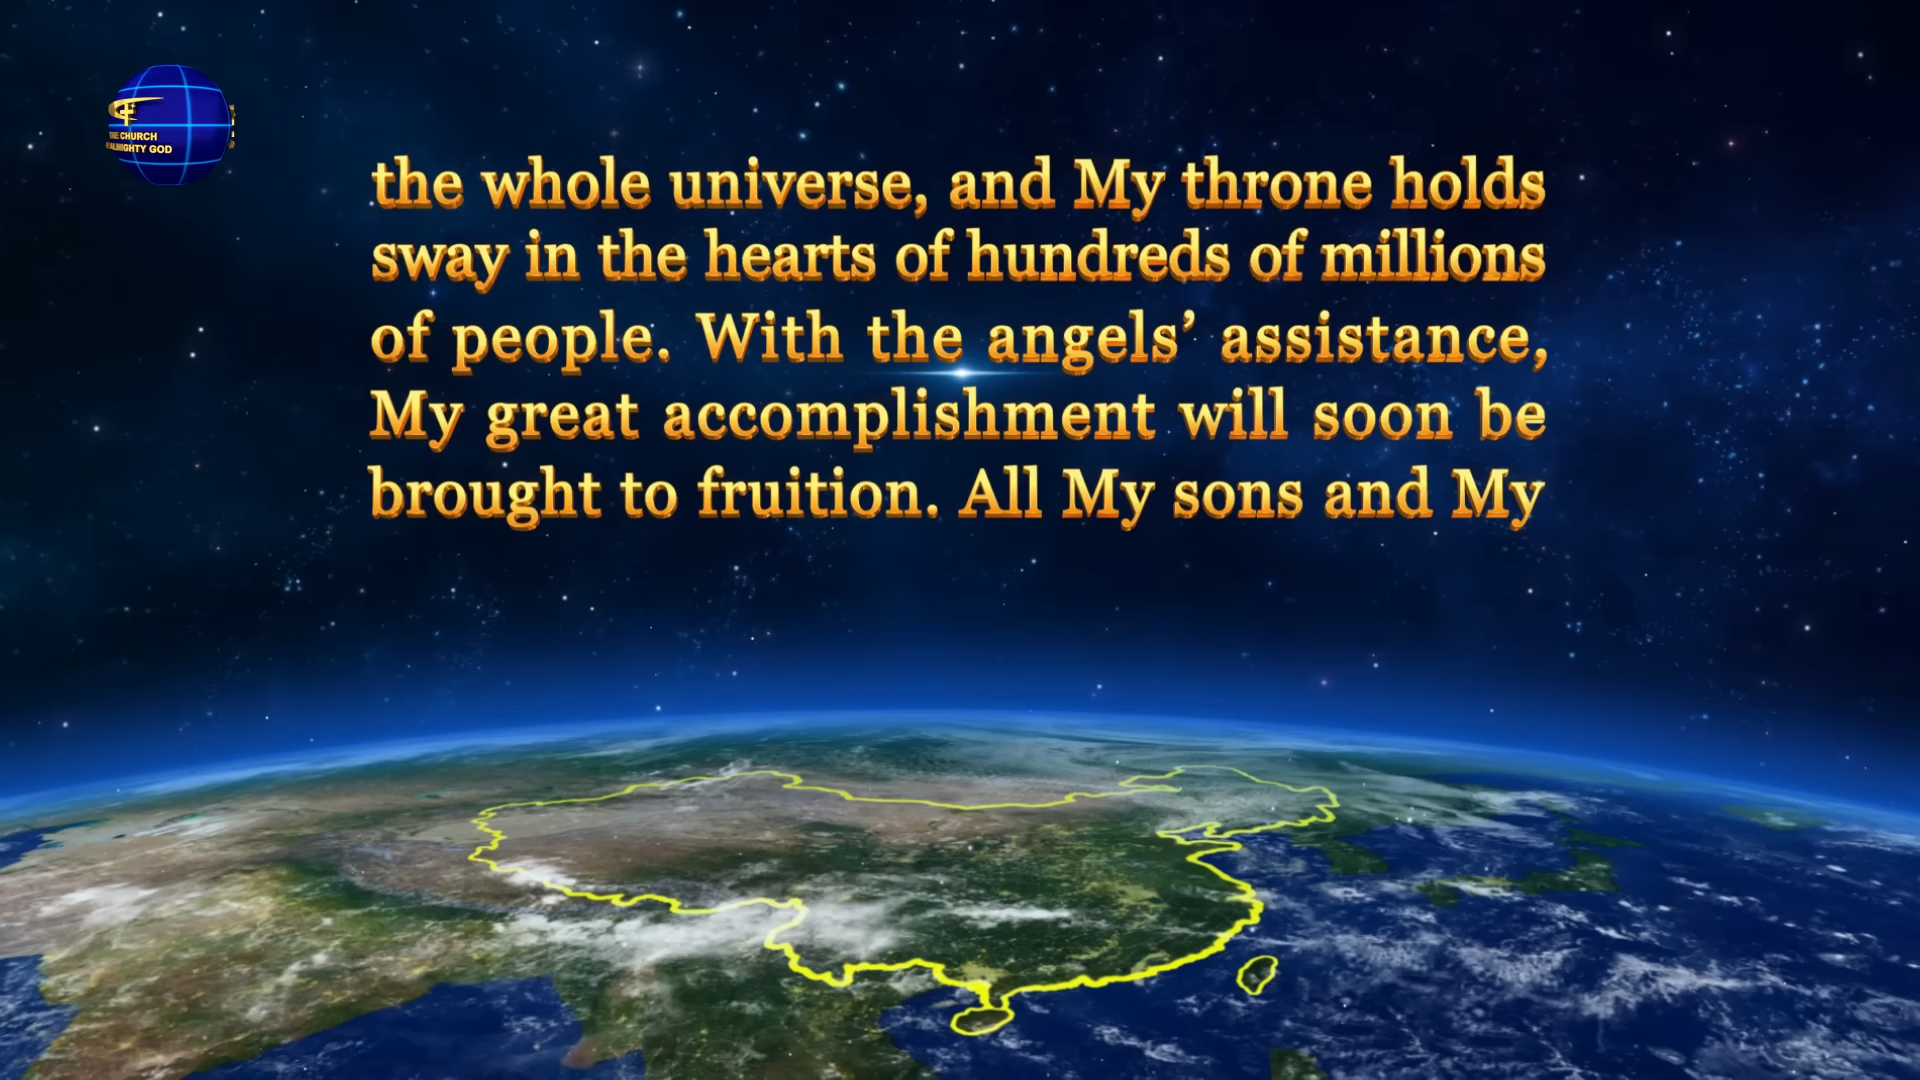 THE CHURCH
ALMIGHTY GOD
the whole universe, and My throne holds
sway in the hearts of hundreds of millions
of people. With the angels’ assistance,
My great accomplishment will soon be
brought to fruition. All My sons and My